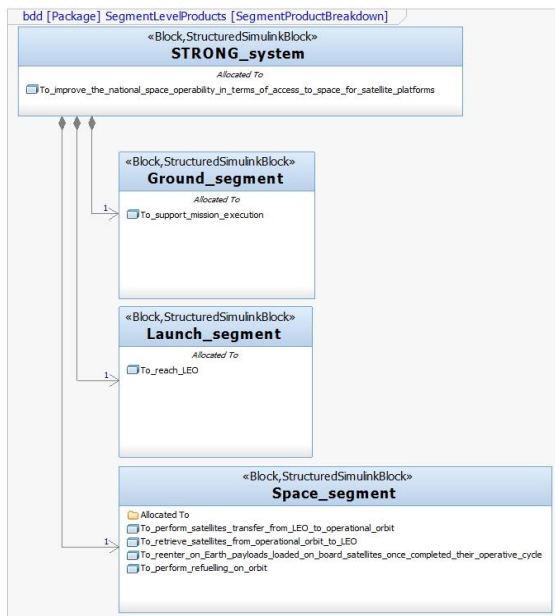 bdd [Package] SegmentLevelProducts [SegmentProductBreakdown]
«Block,StructuredSimulinkBlock»
STRONG_system
Allocated To
To_improve_the_national_space_operability_in_terms_of_access_to_space_for_satellite_platforms
«Block,StructuredSimulinkBlock»
Ground_segment
Allocated To
1
To_support_mission_execution
«Block,StructuredSimulinkBlock»
Launch_segment
Allocated To
1
To_reach_LEO
«Block,StructuredSimulinkBlock»
Space_segment
Allocated To
To_perform_satellites_transfer_from_LEO_to_operational_orbit
To_retrieve_satellites_from_operational_orbit_to_LEO
1
To_reenter_on_Earth_payloads_loaded_on_board_satellites_once_completed_their_operative_cycle
To_perform_refuelling_on_orbit